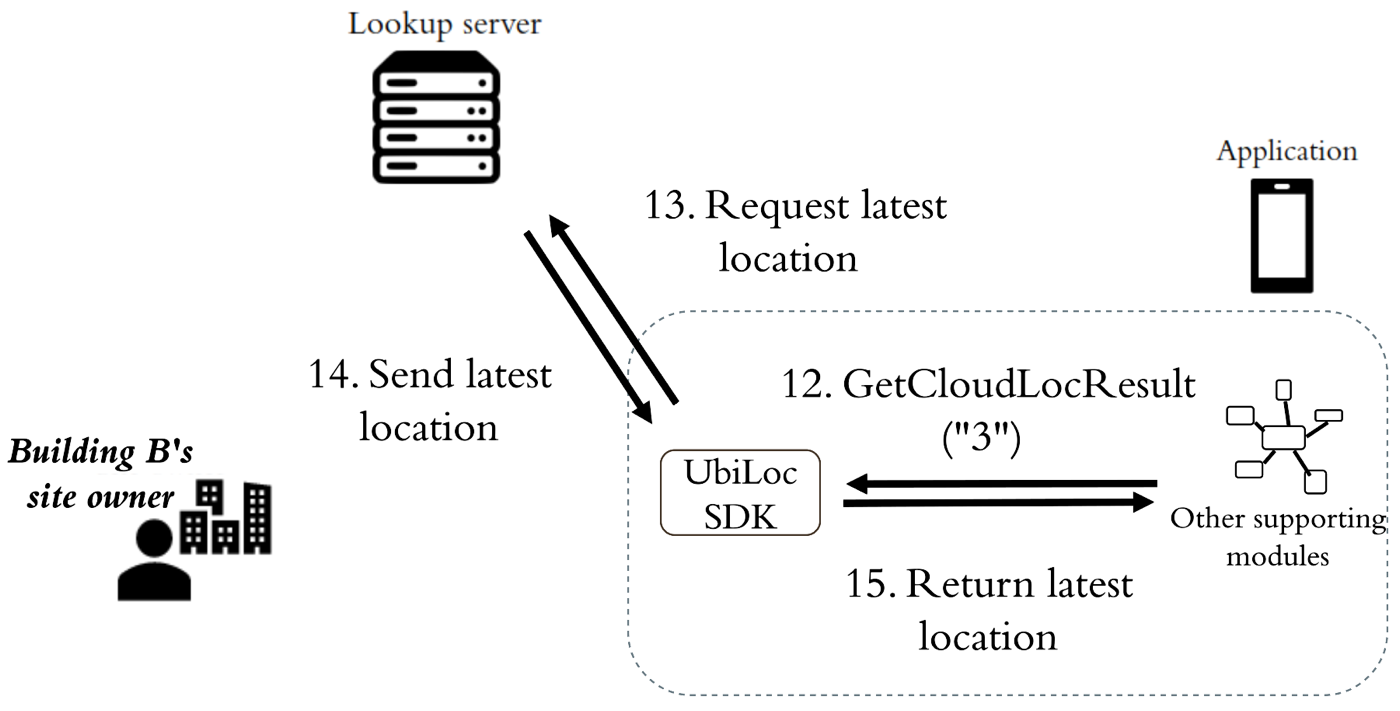 Lookup server
Application
13. Request latest
location
14. Send latest
location
12. GetCloudLocResult
("3")
Building B's
site owner
UbiLoc
SDK
Other supporting
modules
15. Return latest
location